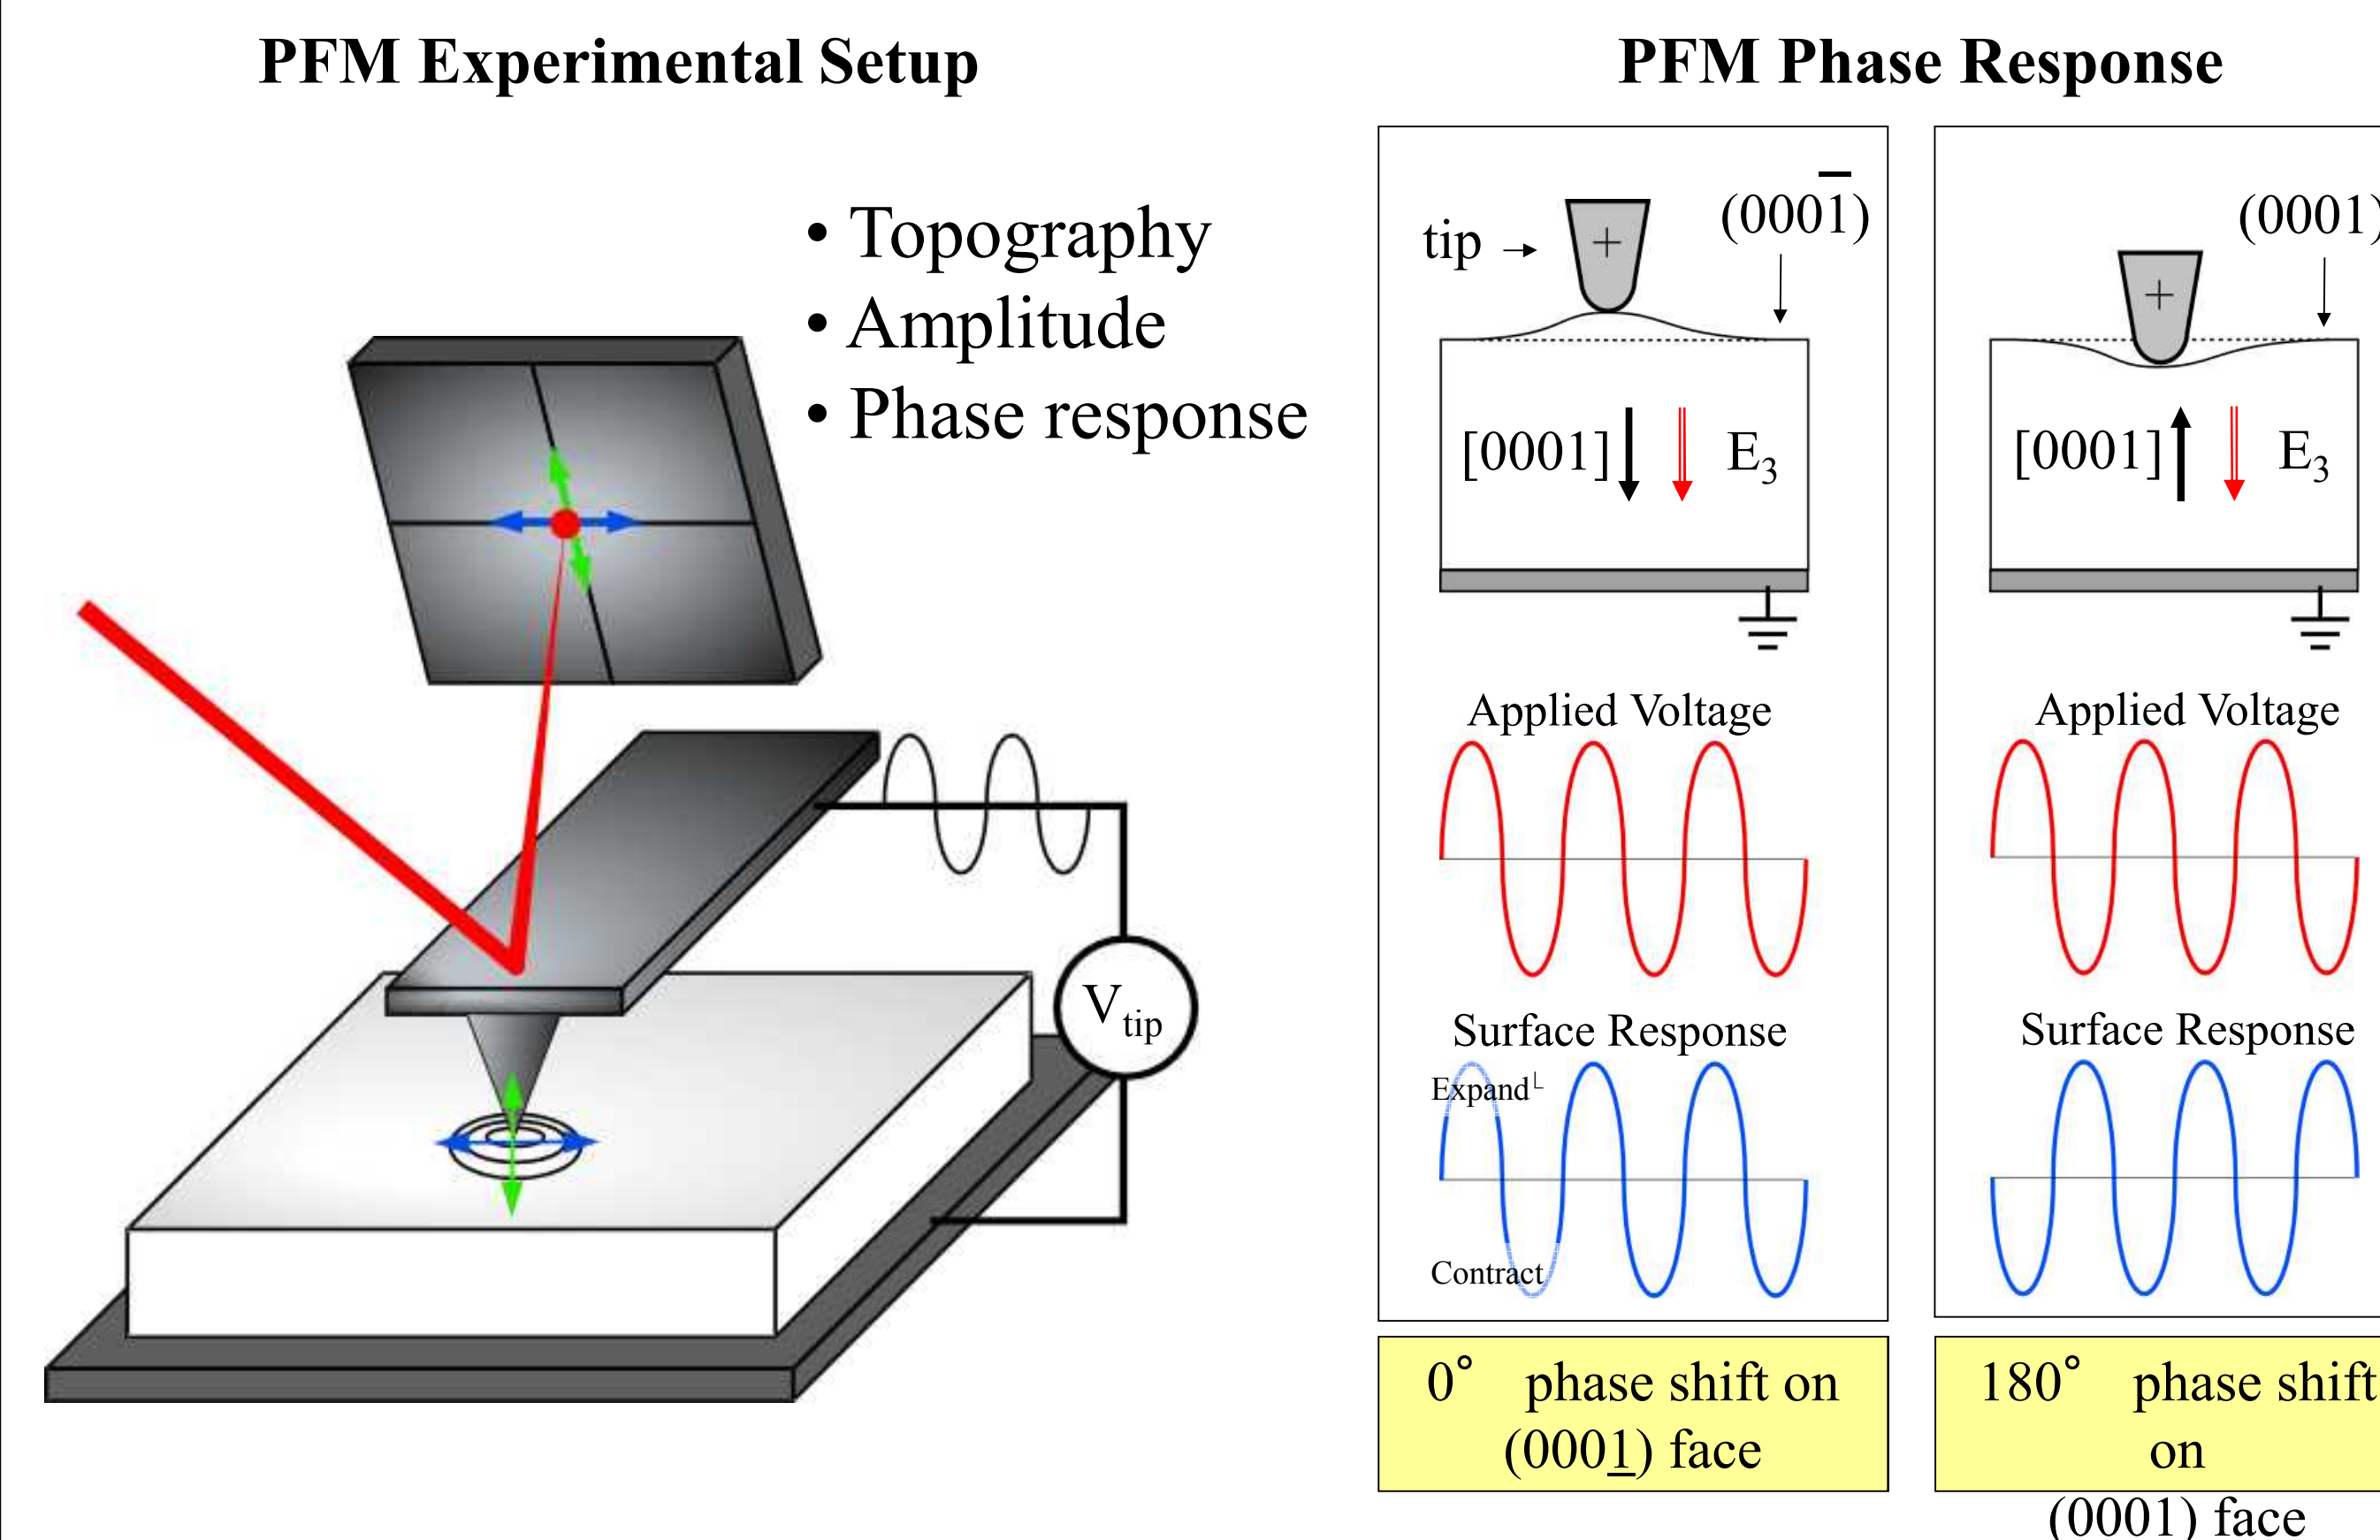 PFM Experimental Setup
• Topography
• Amplitude
• Phase response
V_tip
PFM Phase Response
tip → (0001̅)
+
[0001] E₃
Applied Voltage
Surface Response
Expand
Contract
0° phase shift on
(0001̲) face
(0001)
+
[0001] E₃
Applied Voltage
Surface Response
180° phase shift
on
(0001) face